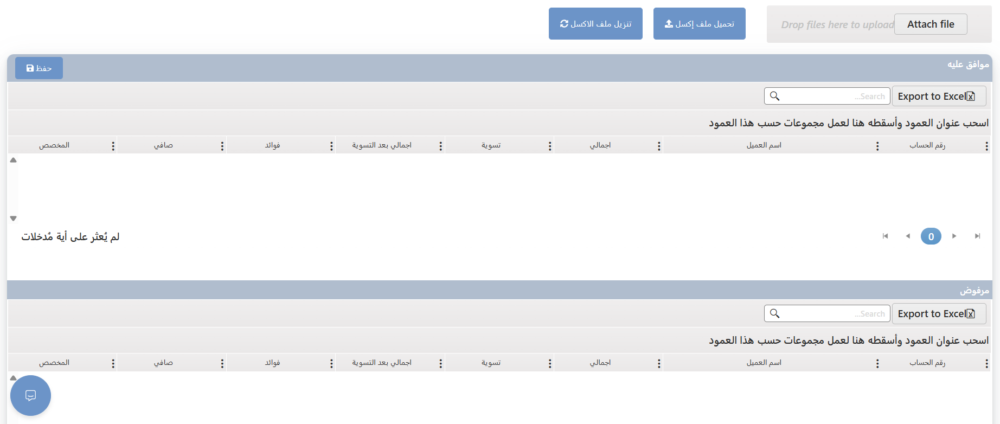 Attach file Drop files here to upload
تحميل ملف إكسل
تنزيل ملف الاكسل
موافق عليه
حفظ
Export to Excel
Search...
اسحب عنوان العمود وأسقطه هنا لعمل مجموعات حسب هذا العمود
رقم الحساب اسم العميل اجمالي تسوية اجمالي بعد التسوية فوائد صافي المخصص
0
لم يُعثر على أية مُدخلات
مرفوض
Export to Excel
Search...
اسحب عنوان العمود وأسقطه هنا لعمل مجموعات حسب هذا العمود
رقم الحساب اسم العميل اجمالي تسوية اجمالي بعد التسوية فوائد صافي المخصص